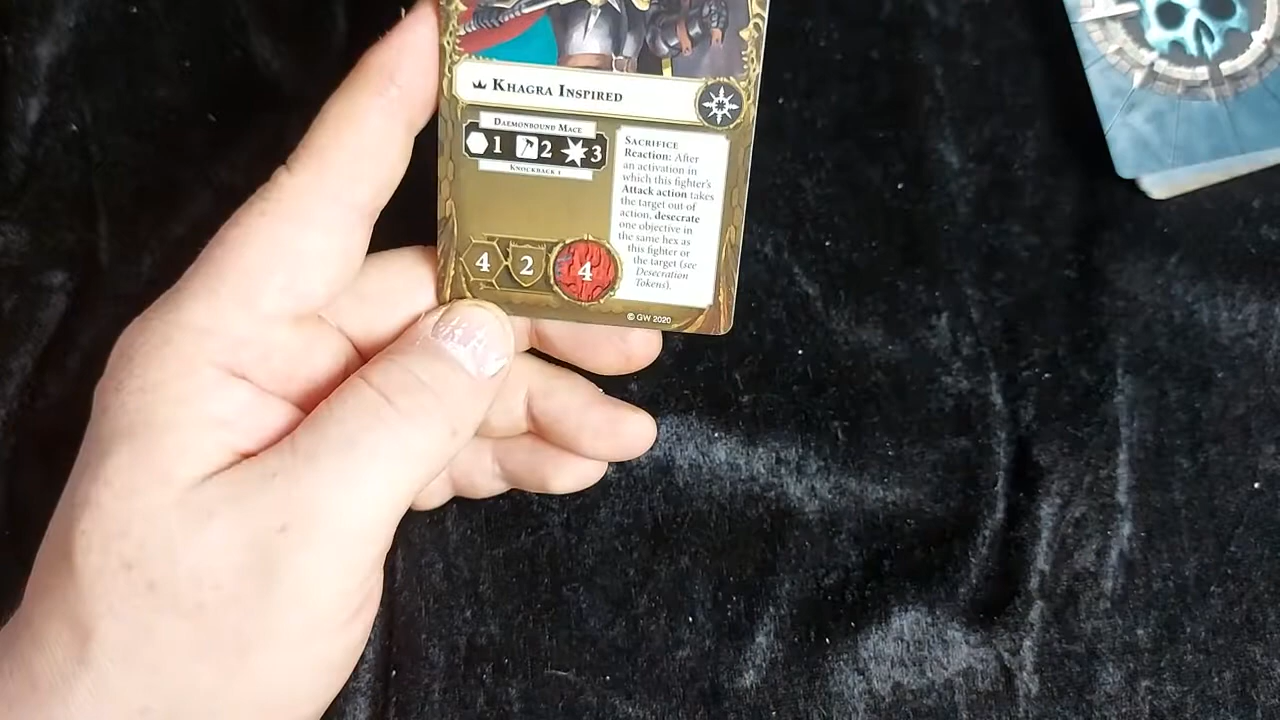 KHAGRA INSPIRED
DAEMONBOUND MACE
1 2 3
KNOCKBACK 1
SACRIFICE
Reaction: After
an activation in
which this fighter's
Attack action takes
the target out of
action, desecrate
one objective in
the same hex as
this fighter or
the target (see
Desecration
Tokens).
4 2 4
© GW 2020